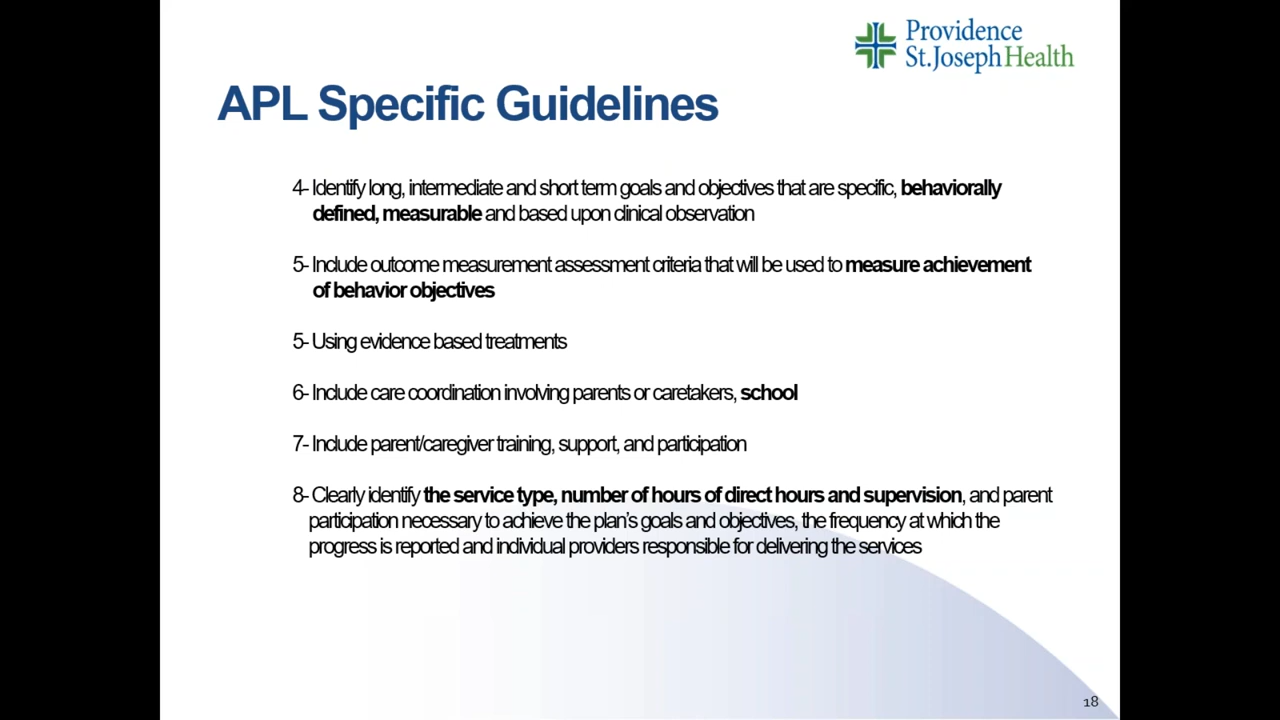 Providence
St.JosephHealth
APL Specific Guidelines
4- Identify long, intermediate and short term goals and objectives that are specific, behaviorally
defined, measurable and based upon clinical observation
5- Include outcome measurement assessment criteria that will be used to measure achievement
of behavior objectives
5- Using evidence based treatments
6- Include care coordination involving parents or caretakers, school
7- Include parent/caregiver training, support, and participation
8- Clearly identify the service type, number of hours of direct hours and supervision, and parent
participation necessary to achieve the plan's goals and objectives, the frequency at which the
progress is reported and individual providers responsible for delivering the services
18